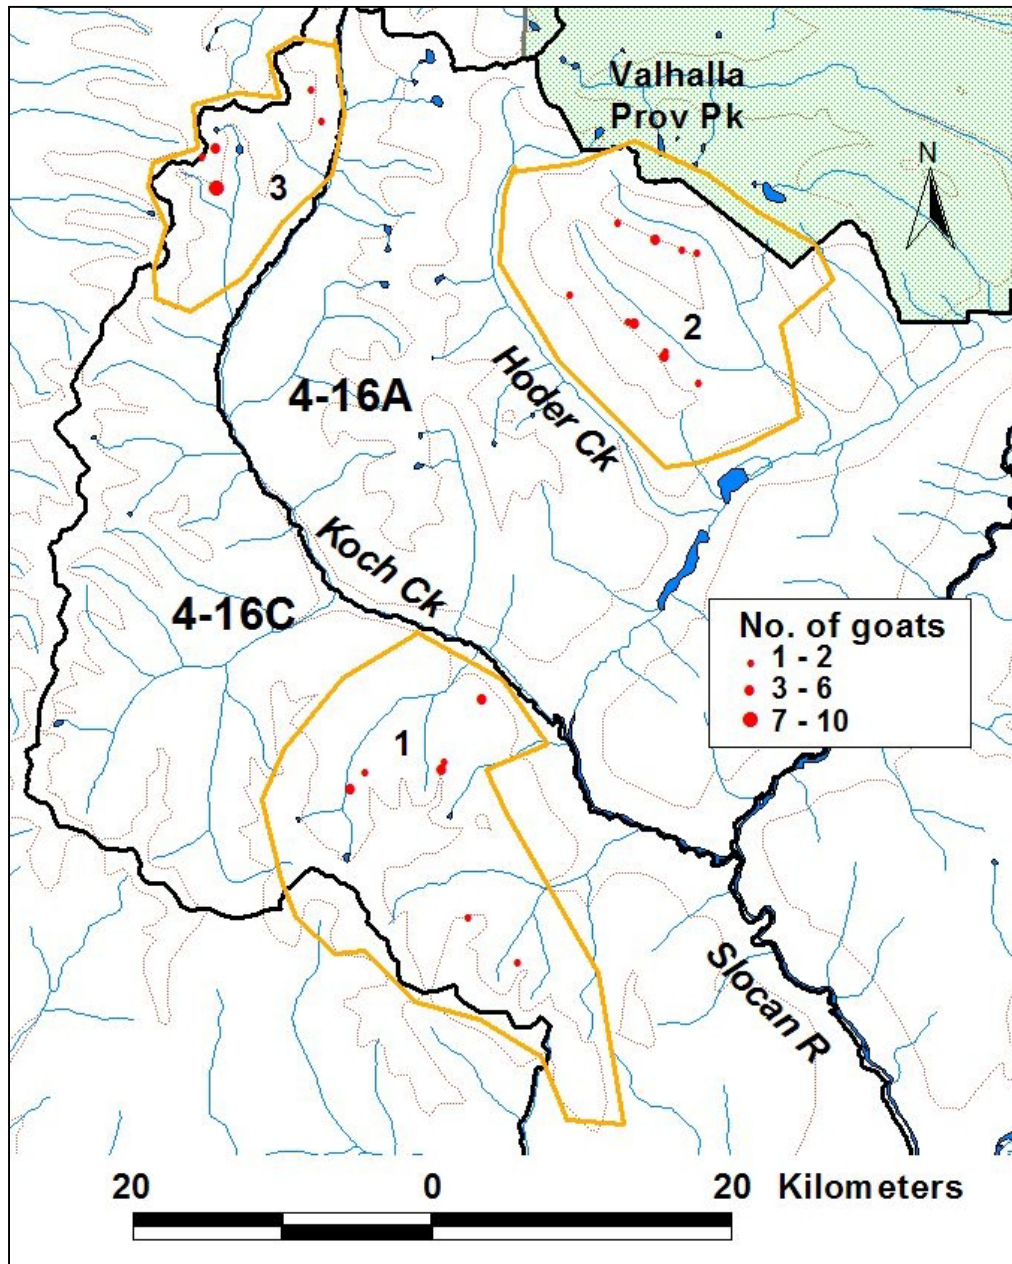 Valhalla
Prov Pk
N
3
2
Hoder Ck
4-16A
Koch Ck
4-16C
No. of goats
1 - 2
3 - 6
7 - 10
1
Slocan R
20 0 20 Kilometers